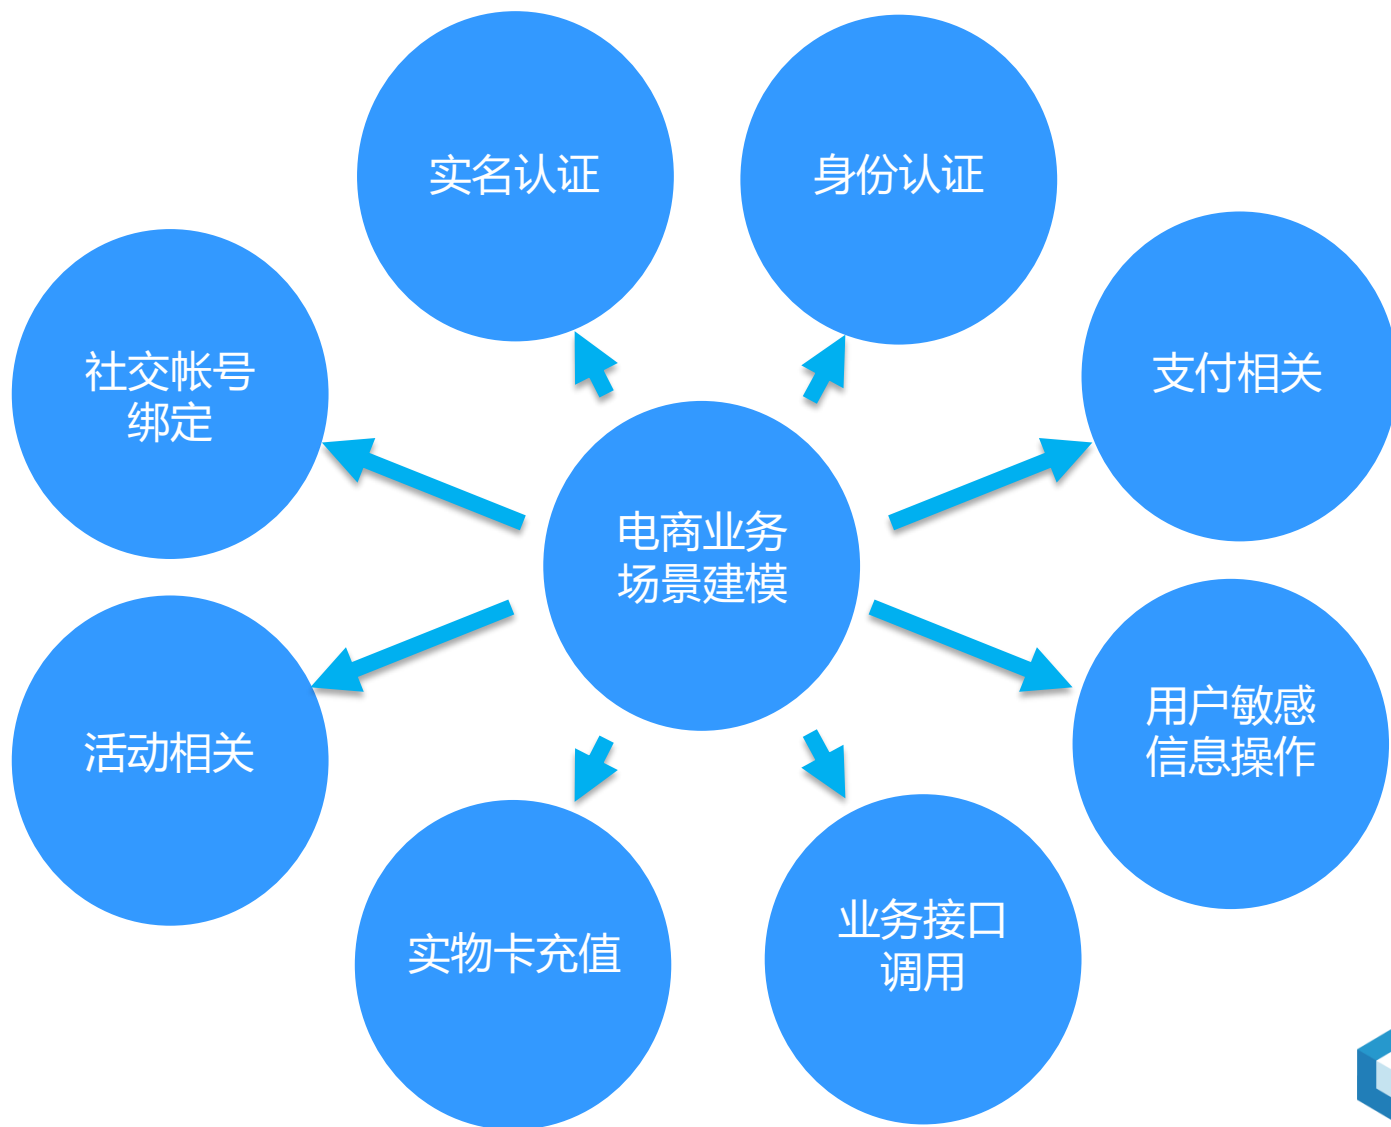 实名认证
身份认证
社交帐号
绑定
支付相关
电商业务
场景建模
活动相关
用户敏感
信息操作
实物卡充值
业务接口
调用